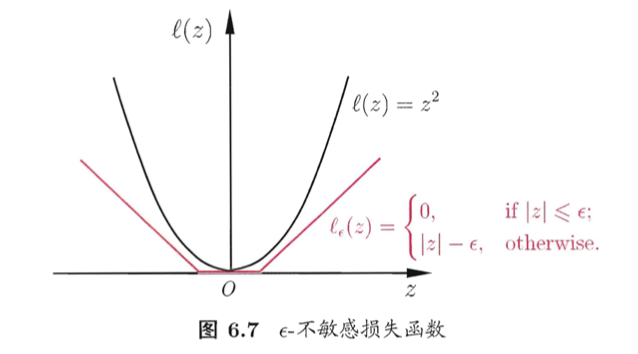 ℓ(z)
ℓ(z) = z²
ℓ_ϵ(z) = { 0, if |z| ⩽ ϵ;
|z| − ϵ, otherwise.
O z
图 6.7 ϵ-不敏感损失函数